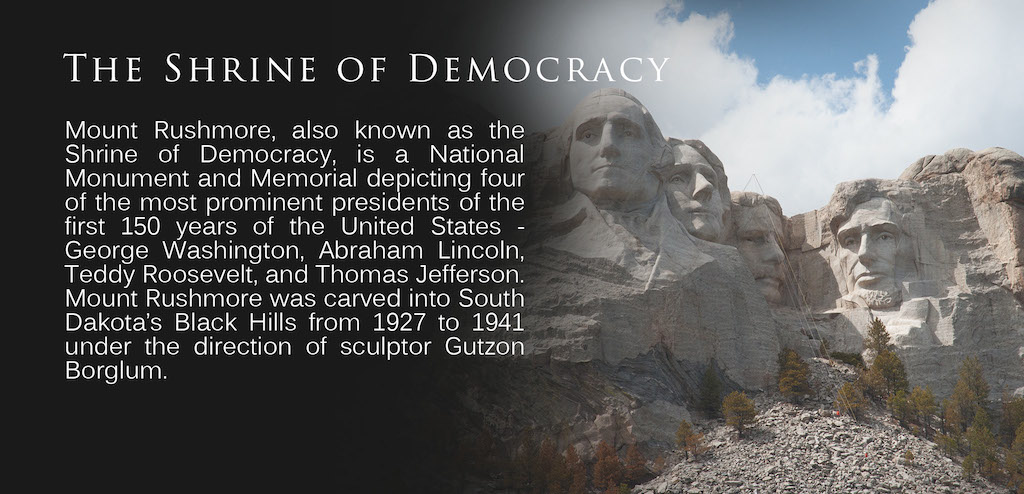 The Shrine of Democracy
Mount Rushmore, also known as the
Shrine of Democracy, is a National
Monument and Memorial depicting four
of the most prominent presidents of the
first 150 years of the United States -
George Washington, Abraham Lincoln,
Teddy Roosevelt, and Thomas Jefferson.
Mount Rushmore was carved into South
Dakota’s Black Hills from 1927 to 1941
under the direction of sculptor Gutzon
Borglum.